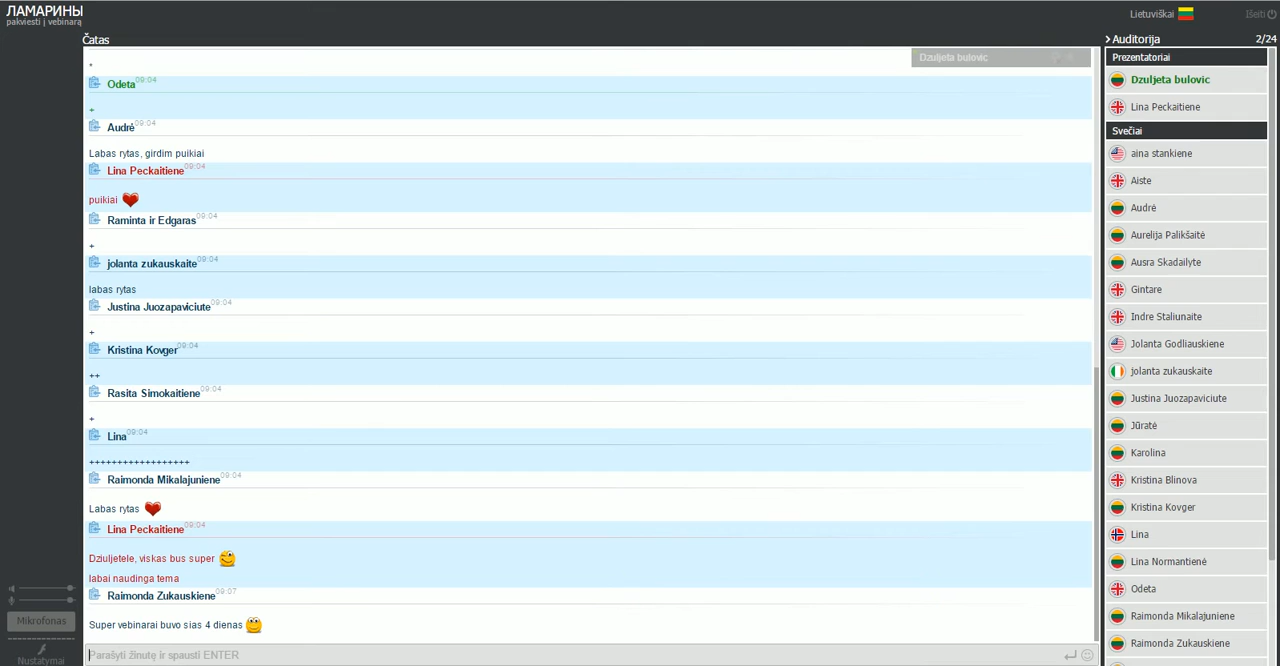 ЛАМАРИНЫ
pakviesti į vebinarą
Lietuviškai
Išeiti
Čatas
Auditorija 2/24
Dzuljeta bulovic
+
Odeta 09:04
+
Audrė 09:04
Labas rytas, girdim puikiai
Lina Peckaitiene 09:04
puikiai
Raminta ir Edgaras 09:04
+
jolanta zukauskaite 09:04
labas rytas
Justina Juozapaviciute 09:04
+
Kristina Kovger 09:04
++
Rasita Simokaitiene 09:04
+
Lina 09:04
++++++++++++++++++
Raimonda Mikalajuniene 09:04
Labas rytas
Lina Peckaitiene 09:04
Dziuljetele, viskas bus super
labai naudinga tema
Raimonda Zukauskiene 09:07
Super vebinarai buvo sias 4 dienas
Parašyti žinutę ir spausti ENTER
Mikrofonas
Nustatymai
Prezentatoriai
Dzuljeta bulovic
Lina Peckaitiene
Svečiai
aina stankiene
Aiste
Audrė
Aurelija Palikšaitė
Ausra Skadailyte
Gintare
Indre Staliunaite
Jolanta Godliauskiene
jolanta zukauskaite
Justina Juozapaviciute
Jūratė
Karolina
Kristina Blinova
Kristina Kovger
Lina
Lina Normantienė
Odeta
Raimonda Mikalajuniene
Raimonda Zukauskiene